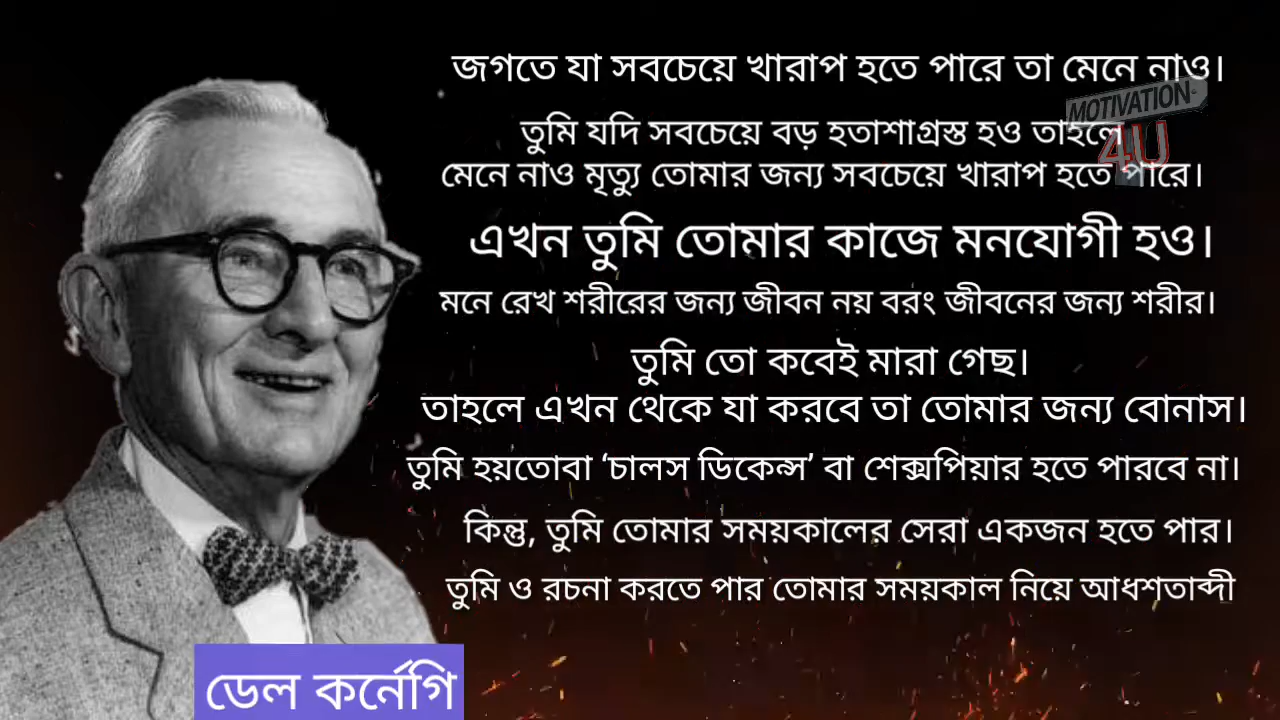 জগতে যা সবচেয়ে খারাপ হতে পারে তা মেনে নাও।
MOTIVATION
4U
তুমি যদি সবচেয়ে বড় হতাশাগ্রস্ত হও তাহলে
মেনে নাও মৃত্যু তোমার জন্য সবচেয়ে খারাপ হতে পারে।
এখন তুমি তোমার কাজে মনযোগী হও।
মনে রেখ শরীরের জন্য জীবন নয় বরং জীবনের জন্য শরীর।
তুমি তো কবেই মারা গেছ।
তাহলে এখন থেকে যা করবে তা তোমার জন্য বোনাস।
তুমি হয়তোবা ‘চালস ডিকেন্স’ বা শেক্সপিয়ার হতে পারবে না।
কিন্তু, তুমি তোমার সময়কালের সেরা একজন হতে পার।
তুমি ও রচনা করতে পার তোমার সময়কাল নিয়ে আধশতাব্দী
ডেল কর্নেগি